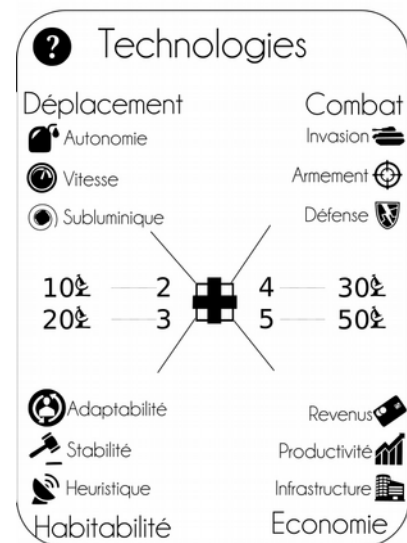 ? Technologies
Déplacement Combat
Autonomie Invasion
Vitesse Armement
Subluminique Défense
10 2 4 30
20 3 5 50
Adaptabilité Revenus
Stabilité Productivité
Heuristique Infrastructure
Habitabilité Economie